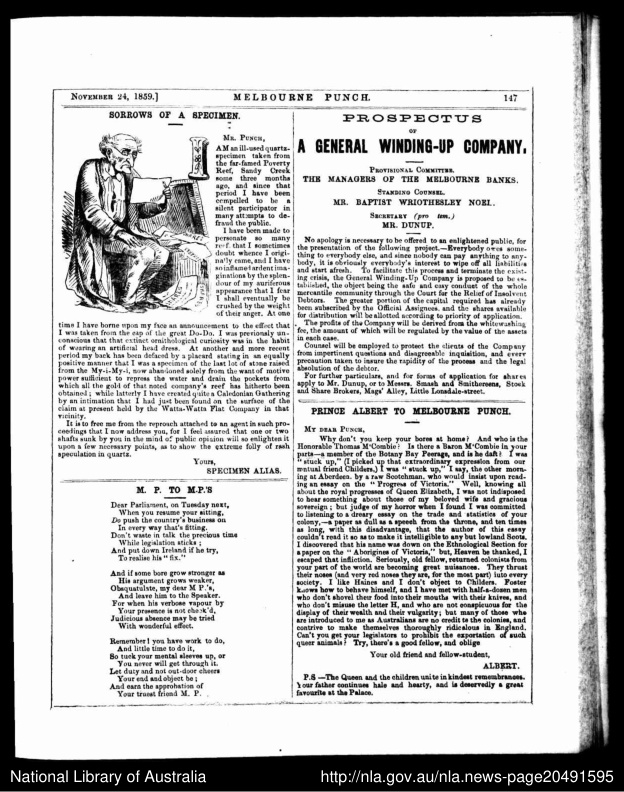 NOVEMBER 24, 1859.]
MELBOURNE PUNCH.
147
SORROWS OF A SPECIMEN.
MR. PUNCH,
I AM an ill-used quartz-
specimen taken from
the far-famed Poverty
Reef, Sandy Creek
some three months
ago, and since that
period I have been
compelled to be a
silent participator in
many attempts to de-
fraud the public.
I have been made to
personate so many
reef that I sometimes
doubt whence I origi-
nally came, and I have
so inflamed ardent ima-
ginations by the splen-
dour of my auriferous
appearance that I fear
I shall eventually be
crushed by the weight
of their anger. At one
time I have borne upon my face an announcement to the effect that
I was taken from the cap of the great Do-Do. I was previously un-
conscious that that extinct ornithological curiosity was in the habit
of wearing an artificial head dress. At another and more recent
period my back has been defaced by a placard stating in an equally
positive manner that I was a specimen of the last lot of stone raised
from the My-i-My-i, now abandoned solely from the want of motive
power sufficient to repress the water and drain the pockets from
which all the gold of that noted company's reef has hitherto been
obtained; while latterly I have created quite a Caledonian Gathering
by an intimation that I had just been found on the surface of the
claim at present held by the Watta-Watta Flat Company in that
vicinity.
It is to free me from the reproach attached to an agent in such pro-
ceedings that I now address you, for I feel assured that one or two
shafts sunk by you in the mind of public opinion will so enlighten it
upon a few necessary points, as to show the extreme folly of rash
speculation in quartz.
Yours,
SPECIMEN ALIAS.
M. P. TO M.P.'S
Dear Parliament, on Tuesday next,
When you resume your sitting,
Do push the country's business on
In every way that's fitting.
Don't waste in talk the precious time
While legislation sticks;
And put down Ireland if he try,
To realise his "fix."
And if some bore grow stronger as
His argument grows weaker,
Obsquatulate, my dear M P.'s,
And leave him to the Speaker.
For when his verbose vapour by
Your presence is not check'd,
Judicious absence may be tried
With wonderful effect.
Remember! you have work to do,
And little time to do it,
So tuck your mental sleeves up, or
You never will get through it.
Let duty and not out-door cheers
Your end and object be;
And earn the approbation of
Your truest friend M. P.
PROSPECTUS
OF
A GENERAL WINDING-UP COMPANY.
PROVISIONAL COMMITTEE.
THE MANAGERS OF THE MELBOURNE BANKS.
STANDING COUNSEL.
MR. BAPTIST WRIOTHESLEY NOEL.
SECRETARY (pro tem.)
MR. DUNUP.
No apology is necessary to be offered to an enlightened public, for
the presentation of the following project.—Everybody owes some-
thing to everybody else, and since nobody can pay anything to any-
body, it is obviously everybody's interest to wipe off all liabilities
and start afresh. To facilitate this process and terminate the exist-
ing crisis, the General Winding-Up Company is proposed to be es-
tablished, the object being the safe and easy conduct of the whole
mercantile community through the Court for the Relief of Insolvent
Debtors. The greater portion of the capital required has already
been subscribed by the Official Assignees, and the shares available
for distribution will be allotted according to priority of application.
The profits of the Company will be derived from the whitewashing
fee, the amount of which will be regulated by the value of the assets
in each case.
Counsel will be employed to protect the clients of the Company
from impertinent questions and disagreeable inquisition, and every
precaution taken to insure the rapidity of the process and the legal
absolution of the debtor.
For further particulars, and for forms of application for shares
apply to Mr. Dunup, or to Messrs. Smash and Smithereens, Stock
and Share Brokers, Mags' Alley, Little Lonsdale-street.
PRINCE ALBERT TO MELBOURNE PUNCH.
MY DEAR PUNCH,
Why don't you keep your bores at home? And who is the
Honorable Thomas M'Combie? Is there a Baron M'Combie in your
parts—a member of the Botany Bay Peerage, and is he daft? I was
"stuck up," (I picked up that extraordinary expression from our
mutual friend Childers,) I was "stuck up," I say, the other morn-
ing at Aberdeen, by a raw Scotchman, who would insist upon read-
ing an essay on the "Progress of Victoria." Well, knowing all
about the royal progresses of Queen Elizabeth, I was not indisposed
to hear something about those of my beloved wife and gracious
sovereign; but judge of my horror when I found I was committed
to listening to a dreary essay on the trade and statistics of your
colony,—a paper as dull as a speech from the throne, and ten times
as long, with this disadvantage, that the author of this essay
couldn't read it so as to make it intelligible to any but lowland Scots.
I discovered that his name was down on the Ethnological Section for
a paper on the "Aborigines of Victoria," but, Heaven be thanked, I
escaped that infliction. Seriously, old fellow, returned colonists from
your part of the world are becoming great nuisances. They thrust
their noses (and very red noses they are, for the most part) into every
society. I like Haines and I don't object to Childers. Foster
knows how to behave himself, and I have met with half-a-dozen men
who don't shovel their food into their mouths with their knives, and
who don't misuse the letter H, and who are not conspicuous for the
display of their wealth and their vulgarity; but many of those who
are introduced to me as Australians are no credit to the colonies, and
contrive to make themselves thoroughly ridiculous in England.
Can't you get your legislators to prohibit the exportation of such
queer animals? Try, there's a good fellow, and oblige
Your old friend and fellow-student,
ALBERT.
P.S —The Queen and the children unite in kindest remembrances.
Your father continues hale and hearty, and is deservedly a great
favourite at the Palace.
National Library of Australia
http://nla.gov.au/nla.news-page20491595